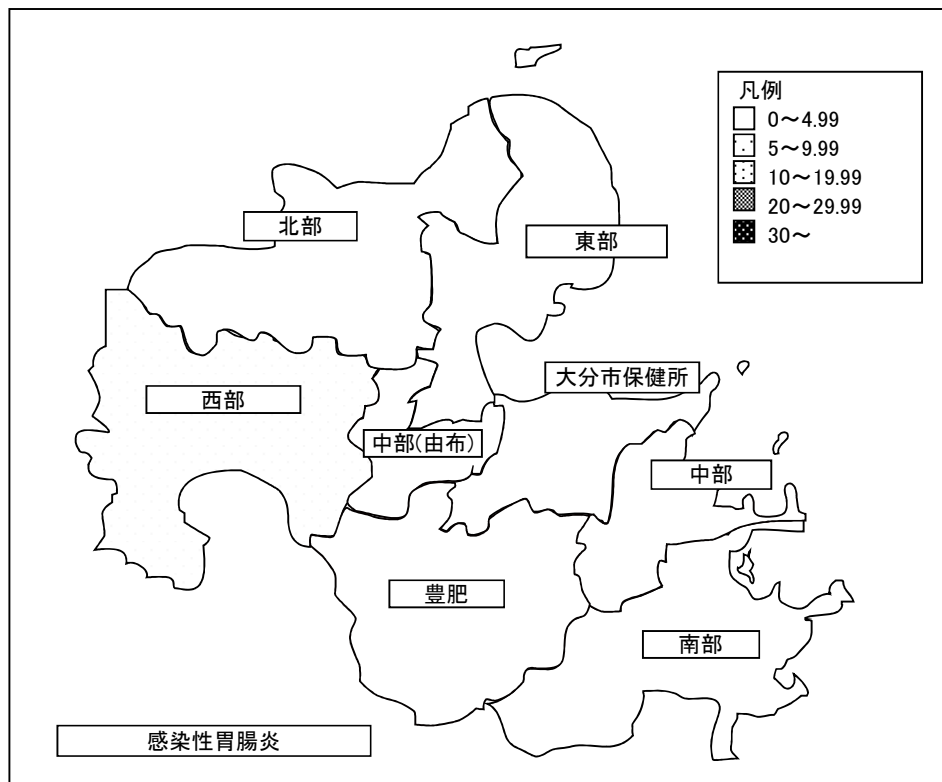 凡例
0～4.99
5～9.99
10～19.99
20～29.99
30～
北部
東部
大分市保健所
西部
中部(由布)
中部
豊肥
南部
感染性胃腸炎